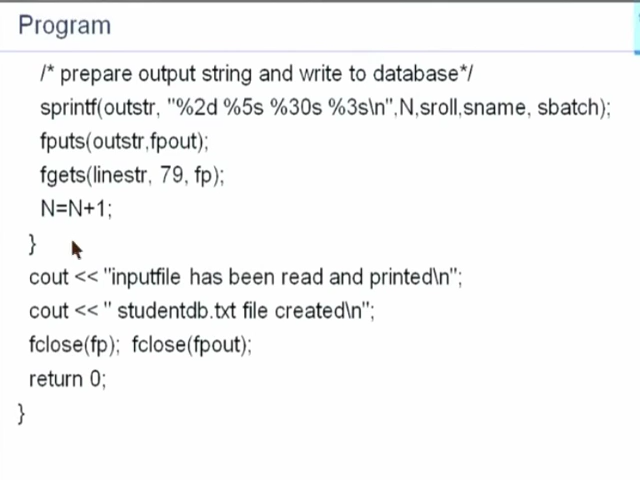 Program
/* prepare output string and write to database*/
sprintf(outstr, "%2d %5s %30s %3s\n",N,sroll,sname, sbatch);
fputs(outstr,fpout);
fgets(linestr, 79, fp);
N=N+1;
}
cout << "inputfile has been read and printed\n";
cout << " studentdb.txt file created\n";
fclose(fp); fclose(fpout);
return 0;
}